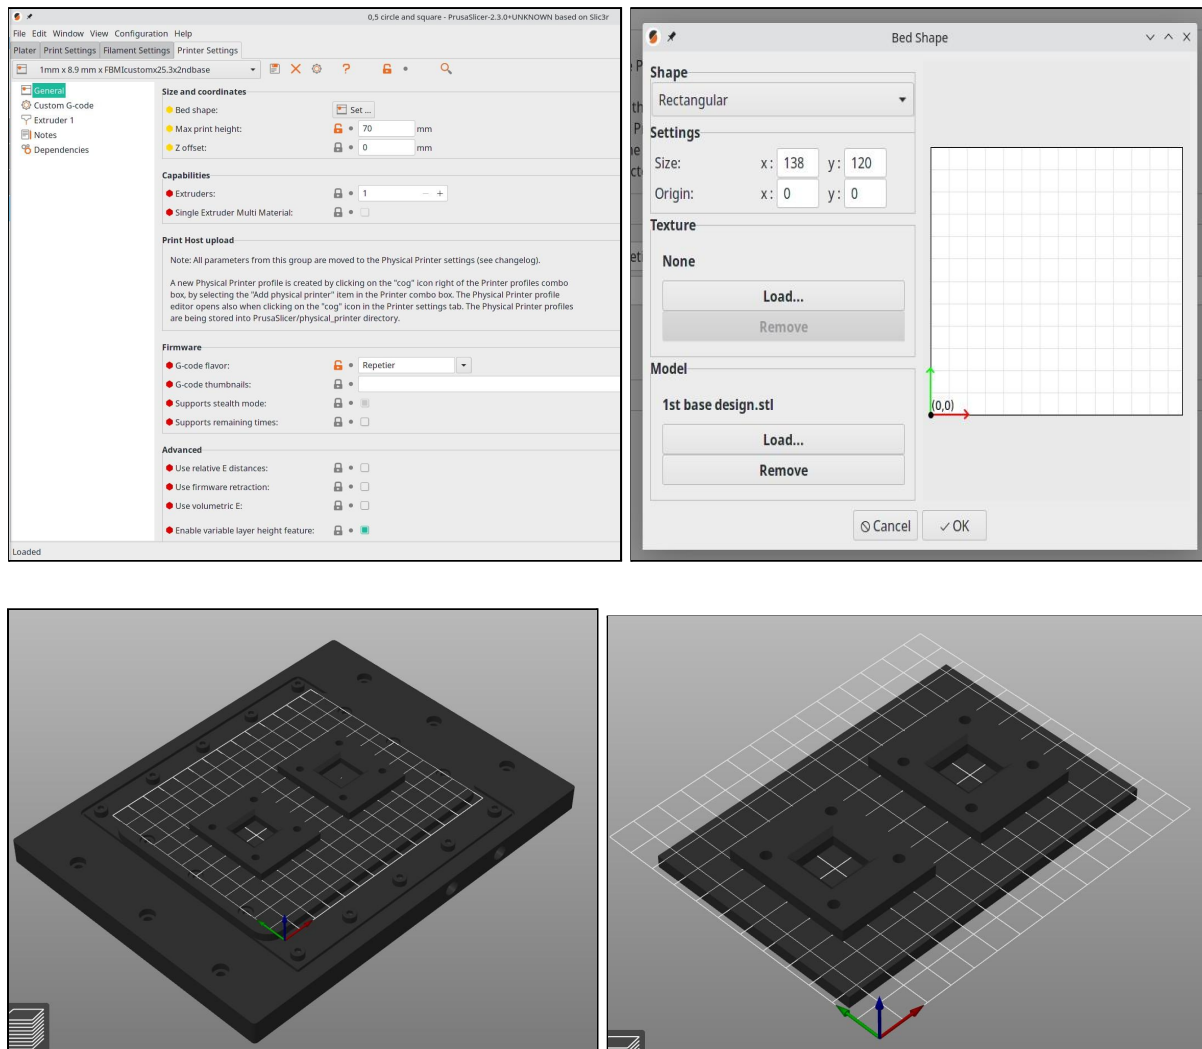 0,5 circle and square - PrusaSlicer-2.3.0+UNKNOWN based on Slic3r
File Edit Window View Configuration Help
Plater Print Settings Filament Settings Printer Settings
1mm x 8.9 mm x FBMIcustomx25.3x2ndbase
General
Custom G-code
Extruder 1
Notes
Dependencies
Size and coordinates
Bed shape: Set ...
Max print height: 70 mm
Z offset: 0 mm
Capabilities
Extruders: 1 − +
Single Extruder Multi Material:
Print Host upload
Note: All parameters from this group are moved to the Physical Printer settings (see changelog).
A new Physical Printer profile is created by clicking on the "cog" icon right of the Printer profiles combo
box, by selecting the "Add physical printer" item in the Printer combo box. The Physical Printer profile
editor opens also when clicking on the "cog" icon in the Printer settings tab. The Physical Printer profiles
are being stored into PrusaSlicer/physical_printer directory.
Firmware
G-code flavor: Repetier
G-code thumbnails:
Supports stealth mode:
Supports remaining times:
Advanced
Use relative E distances:
Use firmware retraction:
Use volumetric E:
Enable variable layer height feature:
Loaded
Bed Shape
Shape
Rectangular
Settings
Size: x: 138 y: 120
Origin: x: 0 y: 0
Texture
None
Load...
Remove
Model
1st base design.stl
Load...
Remove
(0,0)
Cancel OK